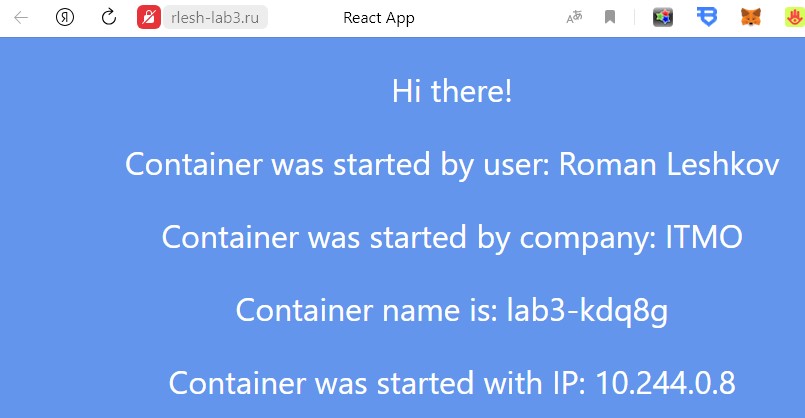 rlesh-lab3.ru React App
Hi there!
Container was started by user: Roman Leshkov
Container was started by company: ITMO
Container name is: lab3-kdq8g
Container was started with IP: 10.244.0.8